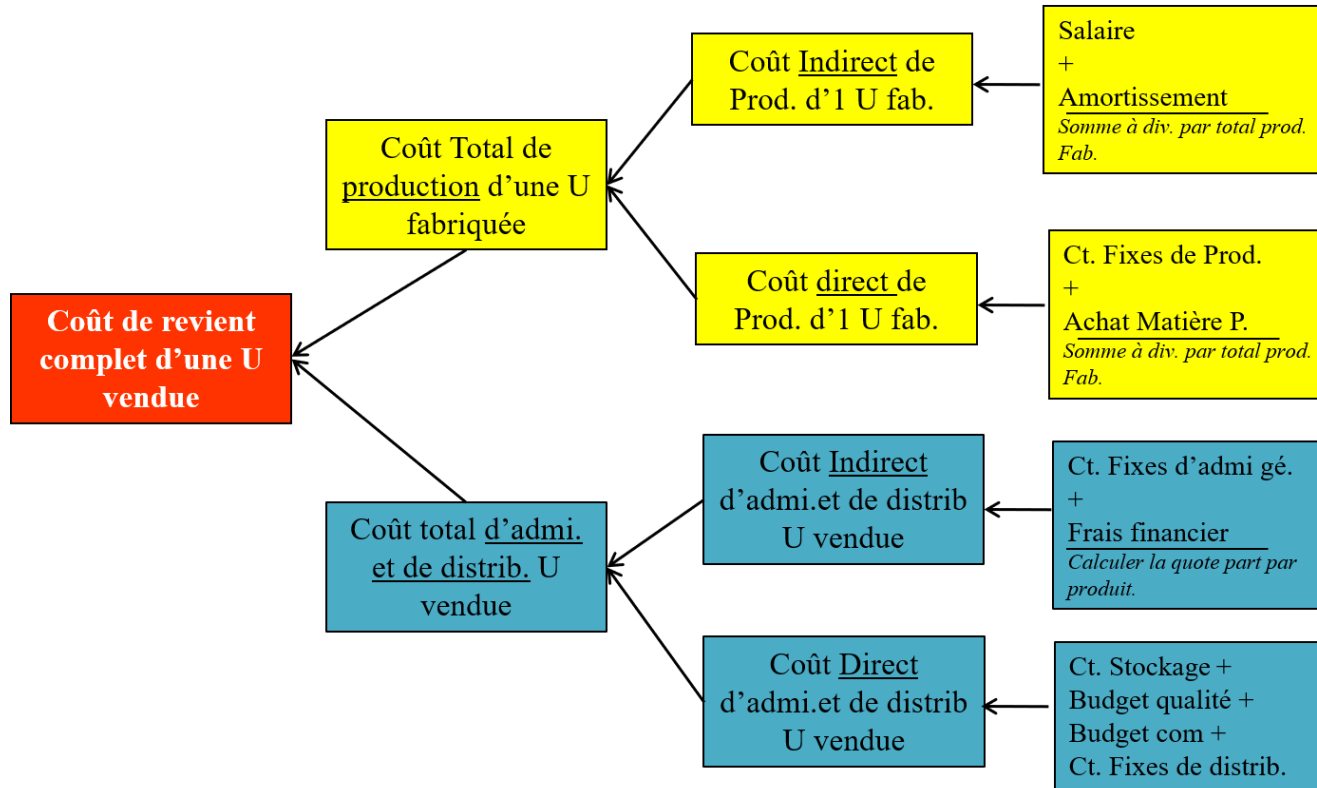 Coût Indirect de
Prod. d'1 U fab.
Salaire
+
Amortissement
Somme à div. par total prod.
Fab.
Coût Total de
production d'une U
fabriquée
Coût direct de
Prod. d'1 U fab.
Ct. Fixes de Prod.
+
Achat Matière P.
Somme à div. par total prod.
Fab.
Coût de revient
complet d'une U
vendue
Coût Indirect
d'admi.et de distrib
U vendue
Ct. Fixes d'admi gé.
+
Frais financier
Calculer la quote part par
produit.
Coût total d'admi.
et de distrib. U
vendue
Coût Direct
d'admi.et de distrib
U vendue
Ct. Stockage +
Budget qualité +
Budget com +
Ct. Fixes de distrib.